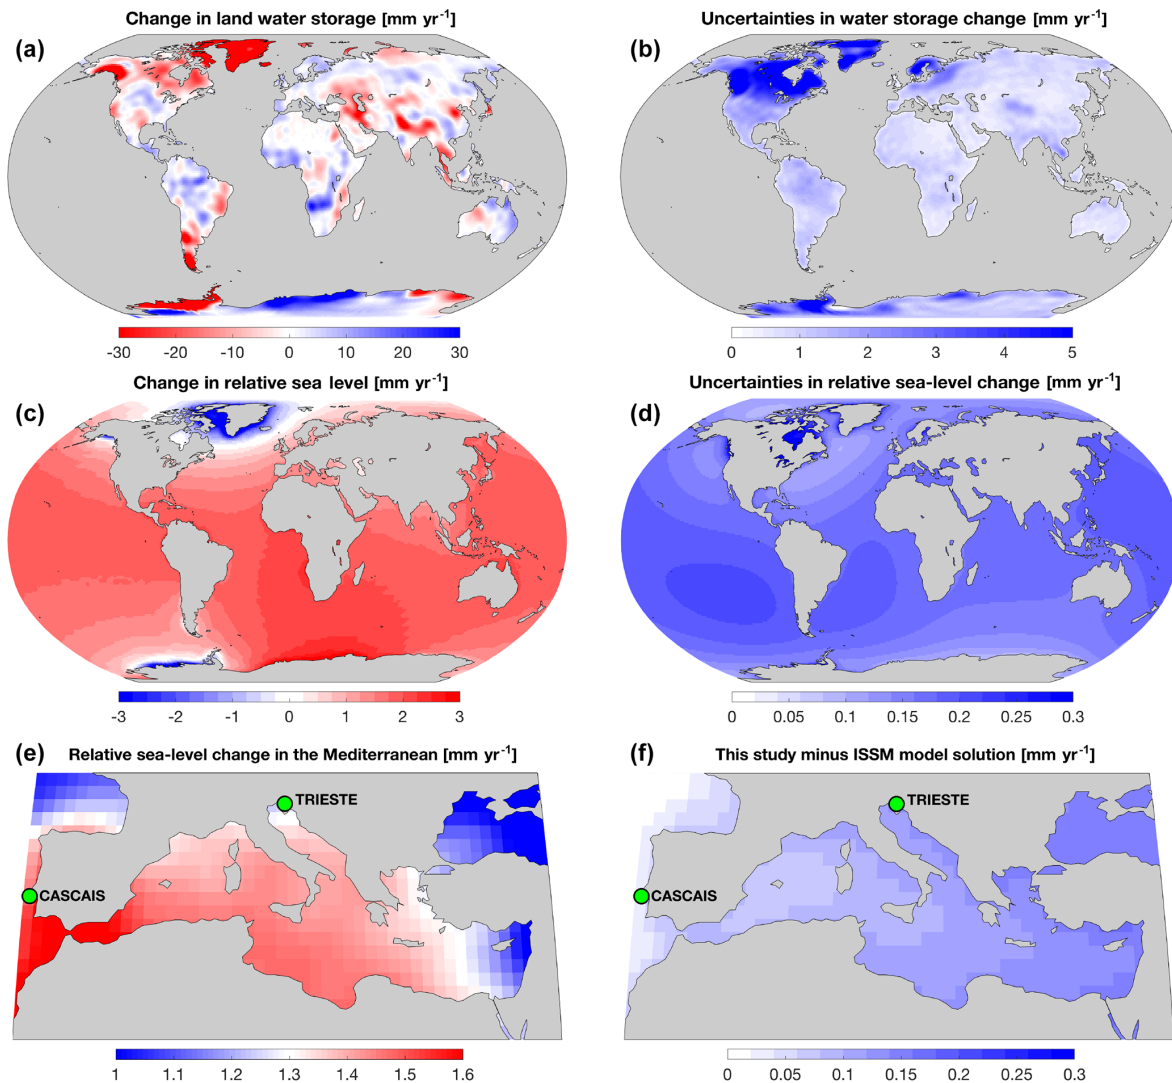 Change in land water storage [mm yr⁻¹]
Uncertainties in water storage change [mm yr⁻¹]
(a)
(b)
-30 -20 -10 0 10 20 30
0 1 2 3 4 5
Change in relative sea level [mm yr⁻¹]
Uncertainties in relative sea-level change [mm yr⁻¹]
(c)
(d)
-3 -2 -1 0 1 2 3
0 0.05 0.1 0.15 0.2 0.25 0.3
(e) Relative sea-level change in the Mediterranean [mm yr⁻¹]
(f) This study minus ISSM model solution [mm yr⁻¹]
TRIESTE
TRIESTE
CASCAIS
CASCAIS
1 1.1 1.2 1.3 1.4 1.5 1.6
0 0.05 0.1 0.15 0.2 0.25 0.3